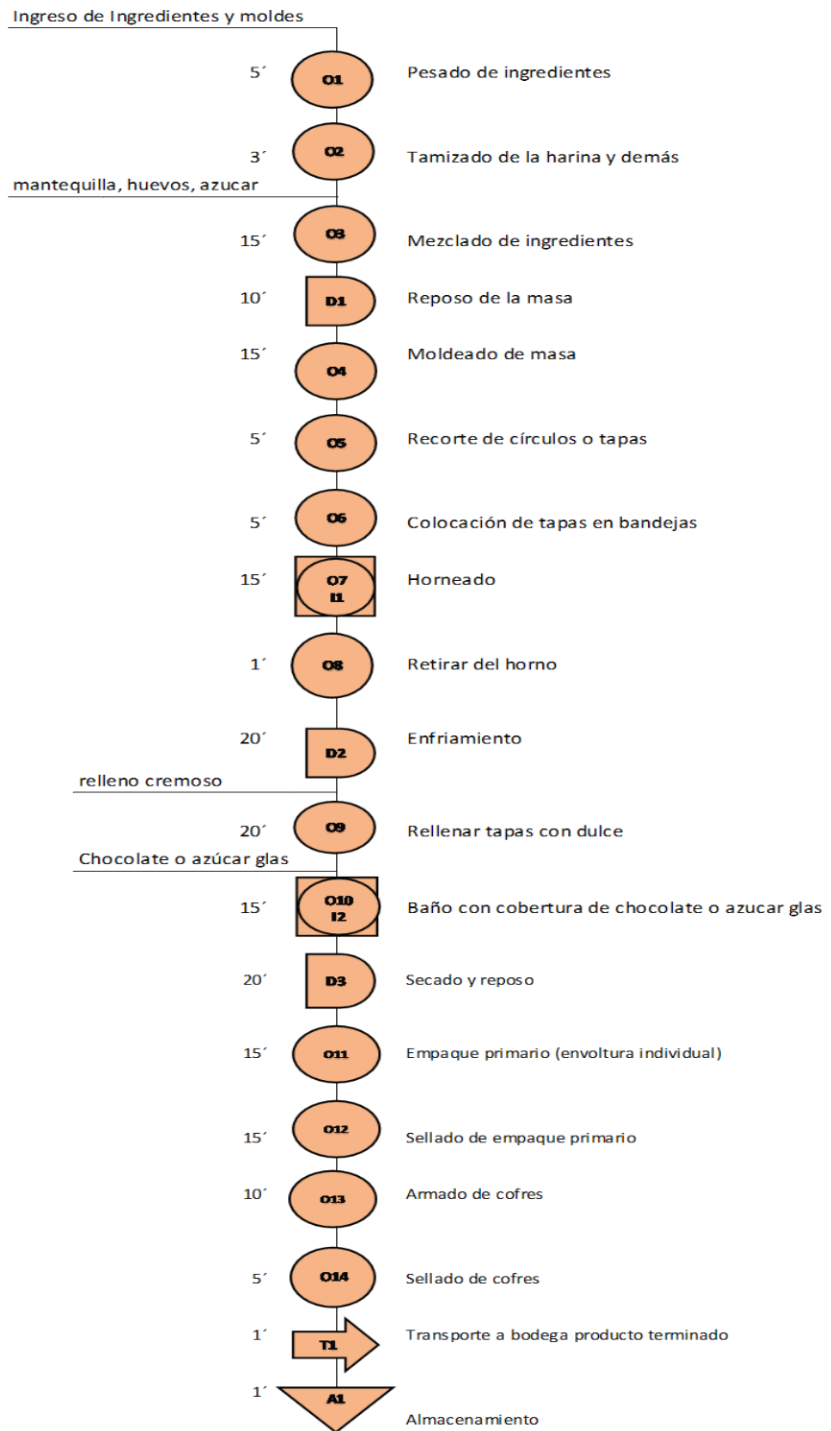 Ingreso de Ingredientes y moldes
5´ O1 Pesado de ingredientes
3´ O2 Tamizado de la harina y demás
mantequilla, huevos, azucar
15´ O3 Mezclado de ingredientes
10´ D1 Reposo de la masa
15´ O4 Moldeado de masa
5´ O5 Recorte de círculos o tapas
5´ O6 Colocación de tapas en bandejas
15´ O7 Horneado
I1
1´ O8 Retirar del horno
20´ D2 Enfriamiento
relleno cremoso
20´ O9 Rellenar tapas con dulce
Chocolate o azúcar glas
15´ O10 Baño con cobertura de chocolate o azucar glas
I2
20´ D3 Secado y reposo
15´ O11 Empaque primario (envoltura individual)
15´ O12 Sellado de empaque primario
10´ O13 Armado de cofres
5´ O14 Sellado de cofres
1´ T1 Transporte a bodega producto terminado
1´ A1 Almacenamiento